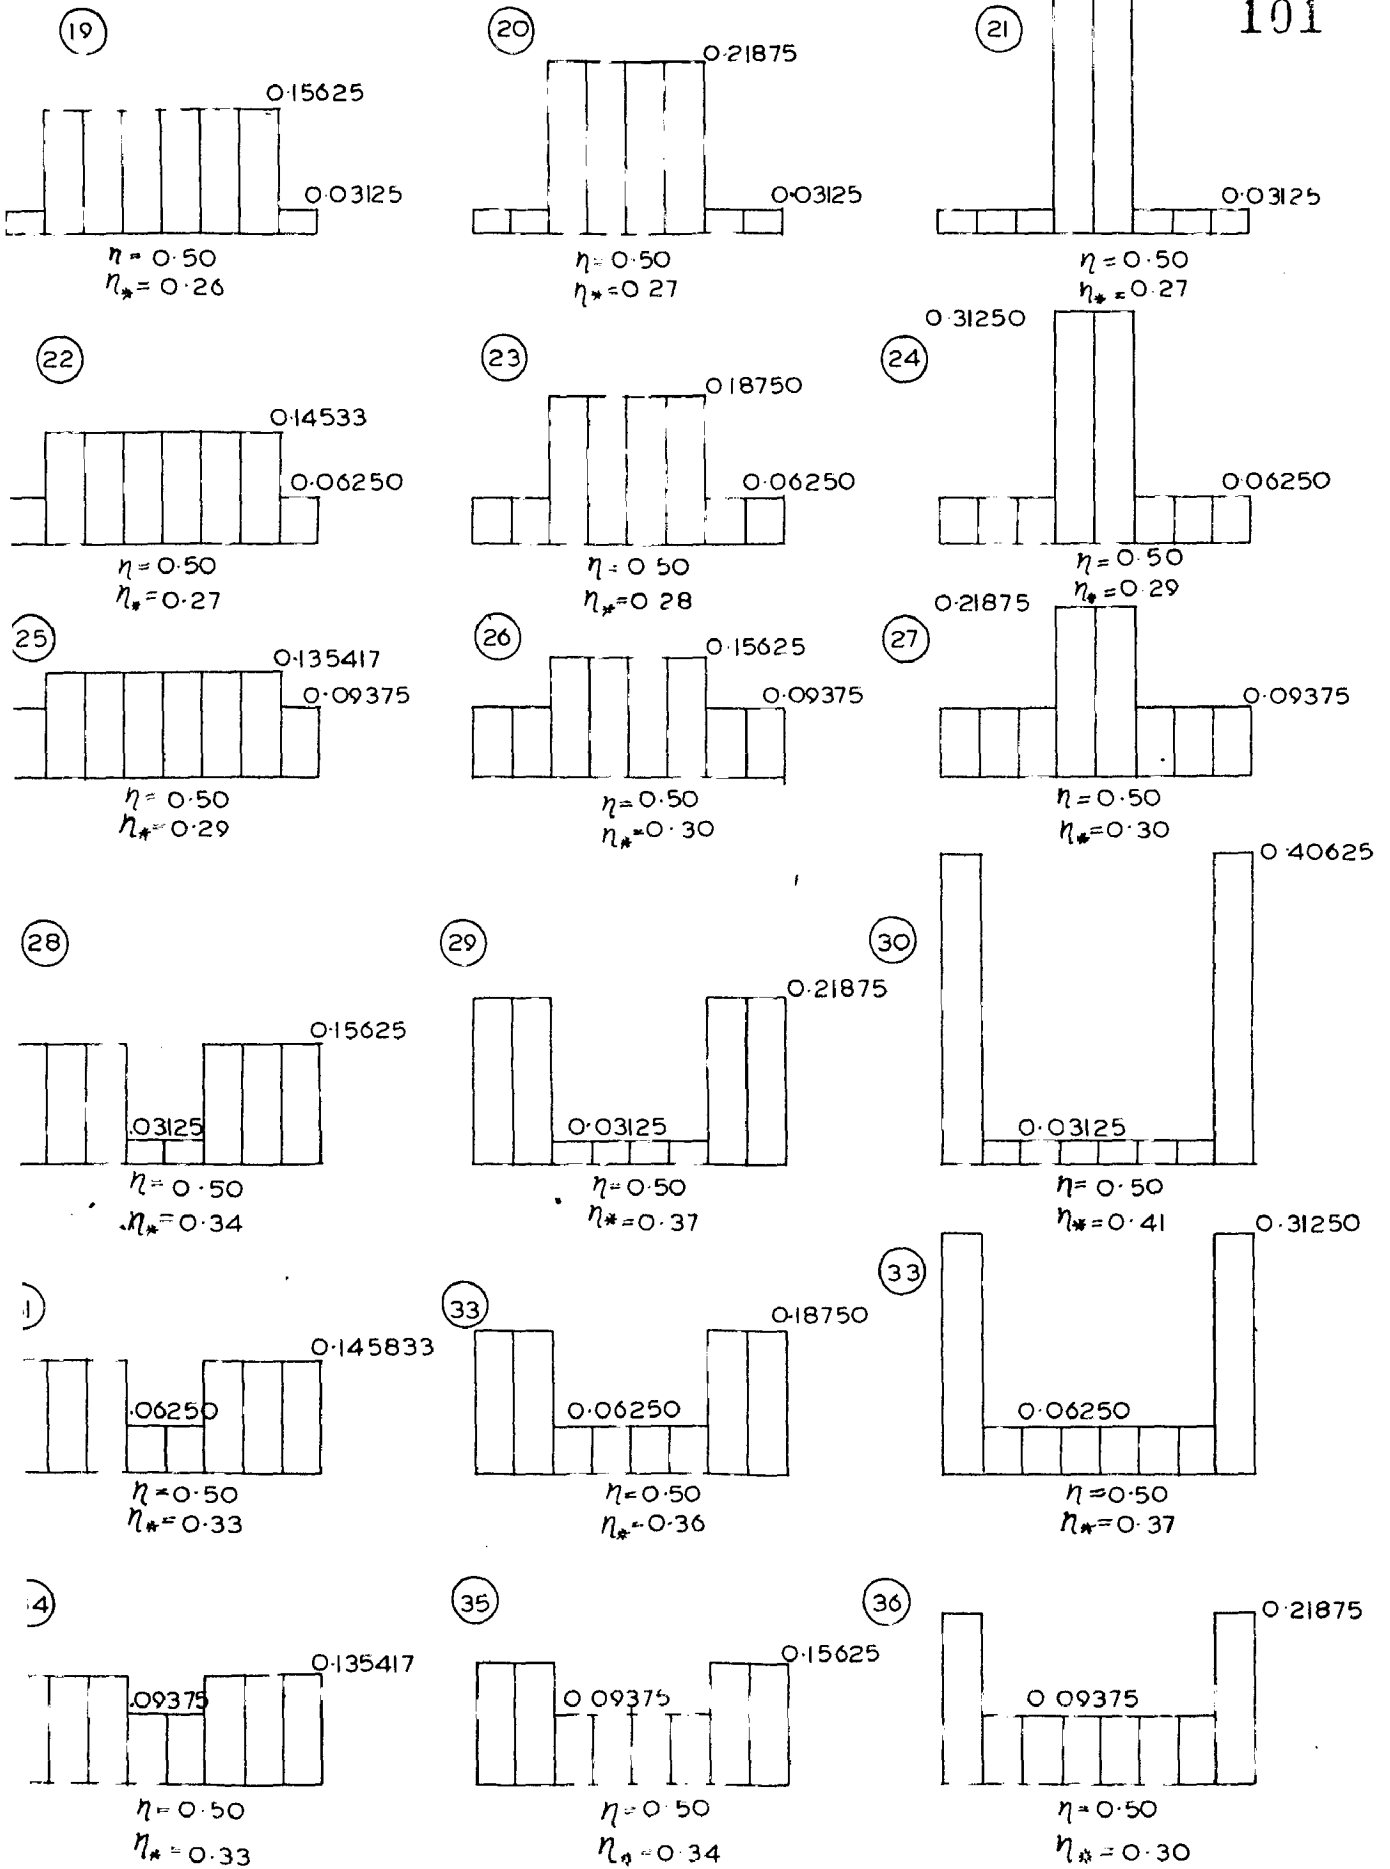 101
19
0.15625
0.03125
η = 0.50
η* = 0.26
20
0.21875
0.03125
η = 0.50
η* = 0.27
21
0.03125
η = 0.50
η* = 0.27
22
0.14533
0.06250
η = 0.50
η* = 0.27
23
0.18750
0.06250
η = 0.50
η* = 0.28
24
0.31250
0.06250
η = 0.50
η* = 0.29
25
0.135417
0.09375
η = 0.50
η* = 0.29
26
0.15625
0.09375
η = 0.50
η* = 0.30
27
0.21875
0.09375
η = 0.50
η* = 0.30
28
0.15625
.03125
η = 0.50
η* = 0.34
29
0.21875
0.03125
η = 0.50
η* = 0.37
30
0.40625
0.03125
η = 0.50
η* = 0.41
1
0.145833
.06250
η = 0.50
η* = 0.33
33
0.18750
0.06250
η = 0.50
η* = 0.36
33
0.31250
0.06250
η = 0.50
η* = 0.37
4
0.135417
.09375
η = 0.50
η* = 0.33
35
0.15625
0.09375
η = 0.50
η* = 0.34
36
0.21875
0.09375
η = 0.50
η* = 0.30